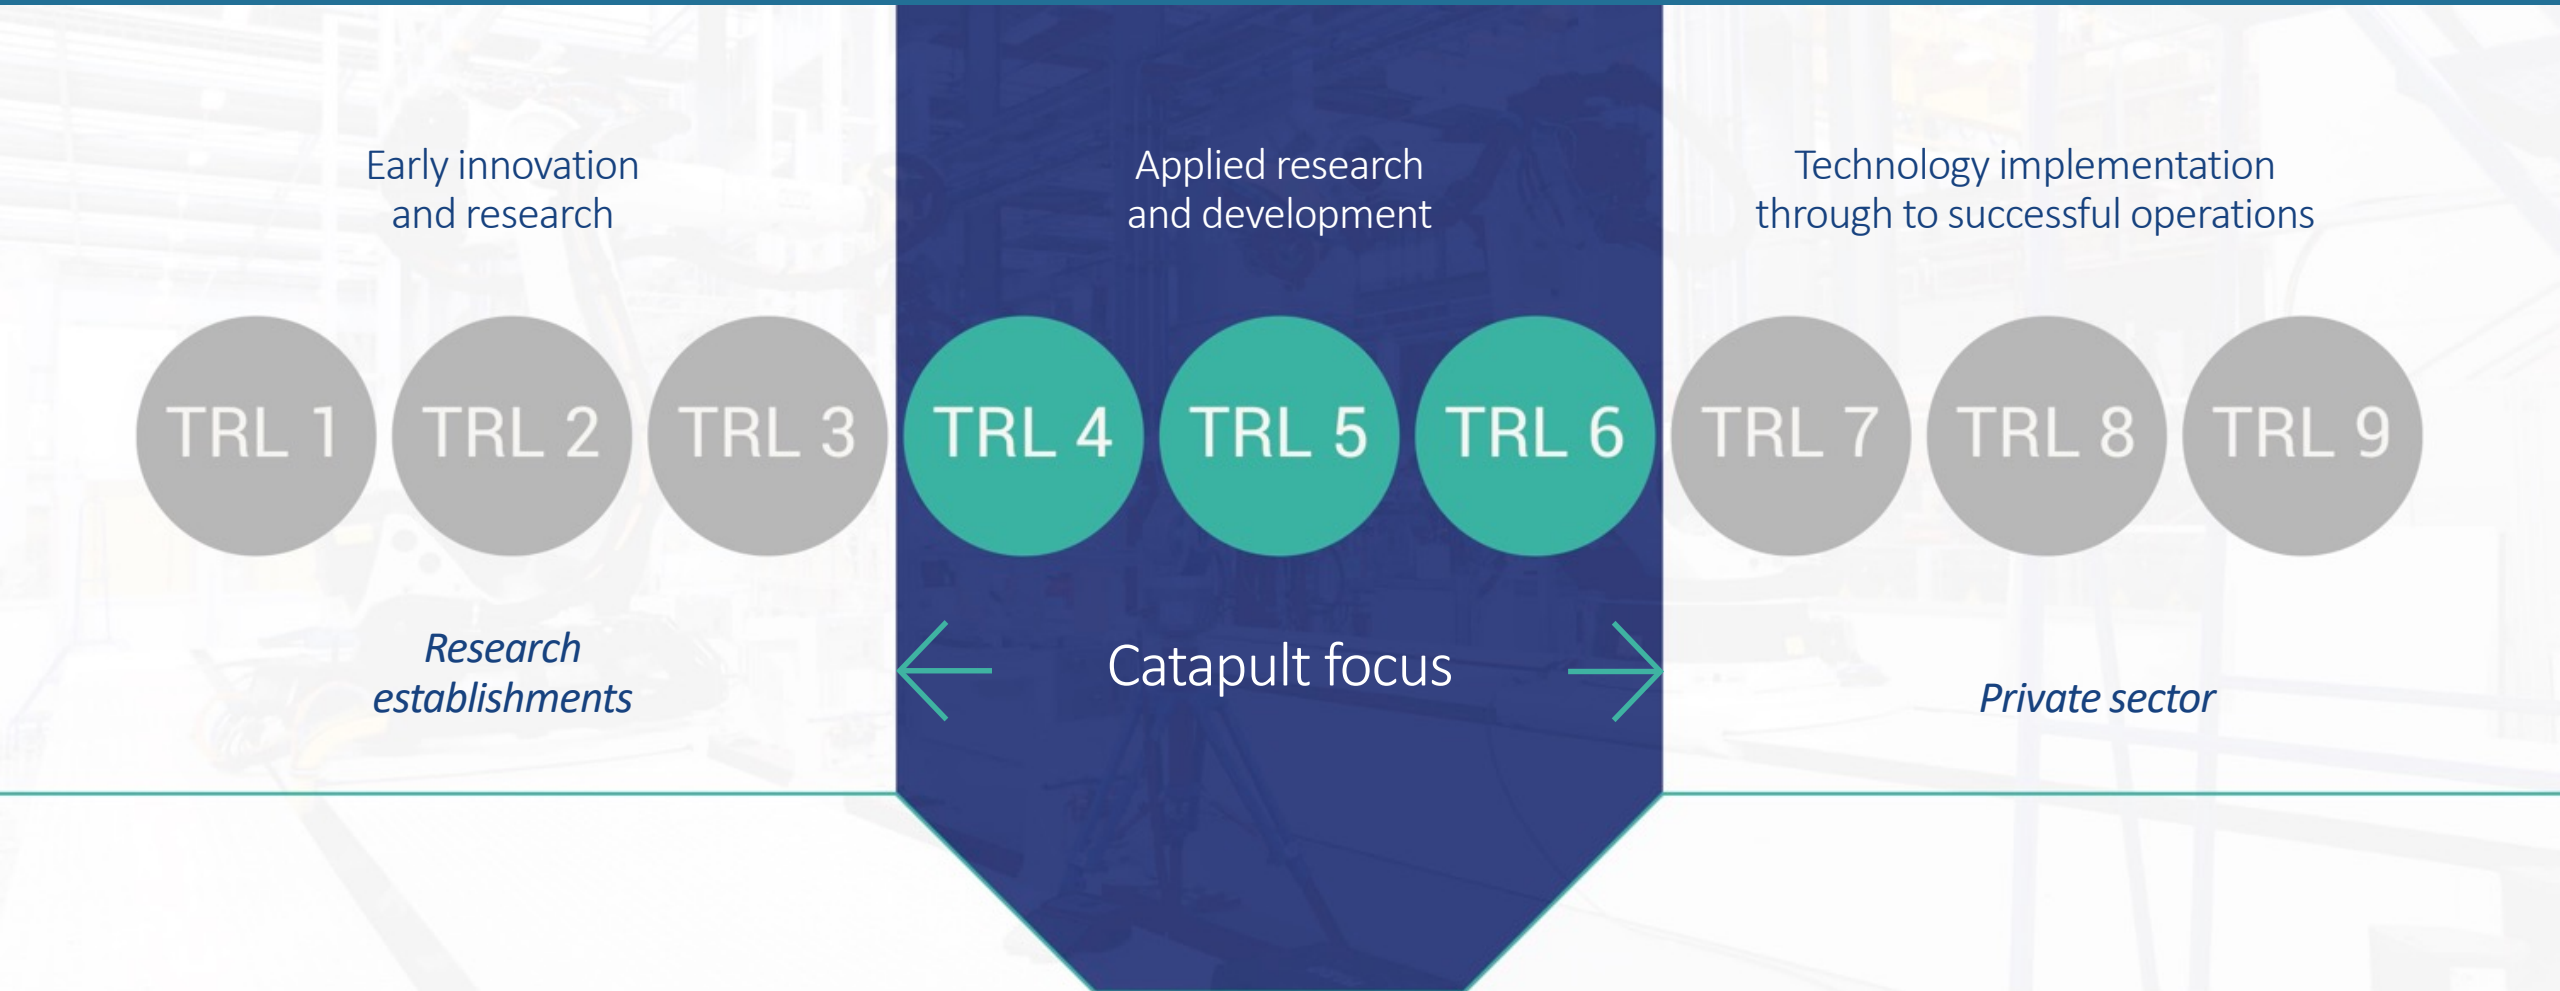 Early innovation
and research
Applied research
and development
Technology implementation
through to successful operations
TRL 1
TRL 2
TRL 3
TRL 4
TRL 5
TRL 6
TRL 7
TRL 8
TRL 9
Research
establishments
Catapult focus
Private sector